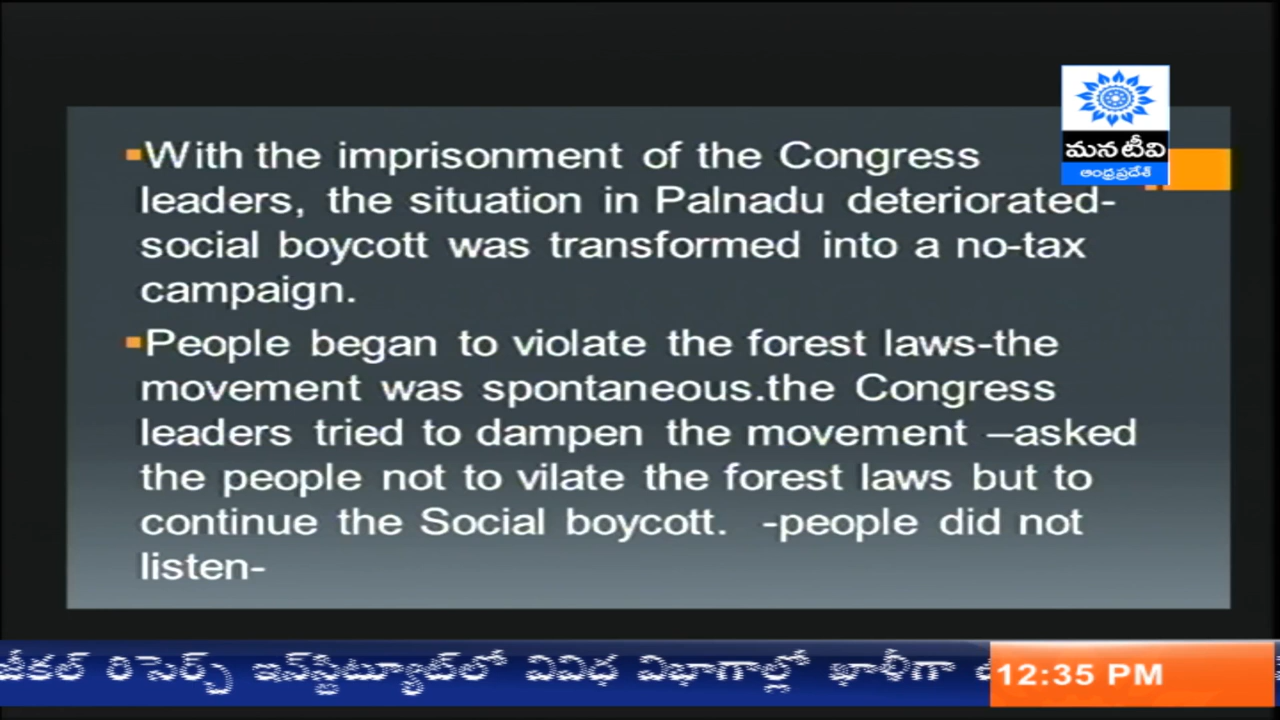 మన టీవి
ఆంధ్రప్రదేశ్
▪With the imprisonment of the Congress
leaders, the situation in Palnadu deteriorated-
social boycott was transformed into a no-tax
campaign.
▪People began to violate the forest laws-the
movement was spontaneous.the Congress
leaders tried to dampen the movement –asked
the people not to vilate the forest laws but to
continue the Social boycott. -people did not
listen-
రిసెర్చ్ ఇన్‌స్టిట్యూట్‌లో వివిధ విభాగాల్లో ఖాళీగా
12:35 PM